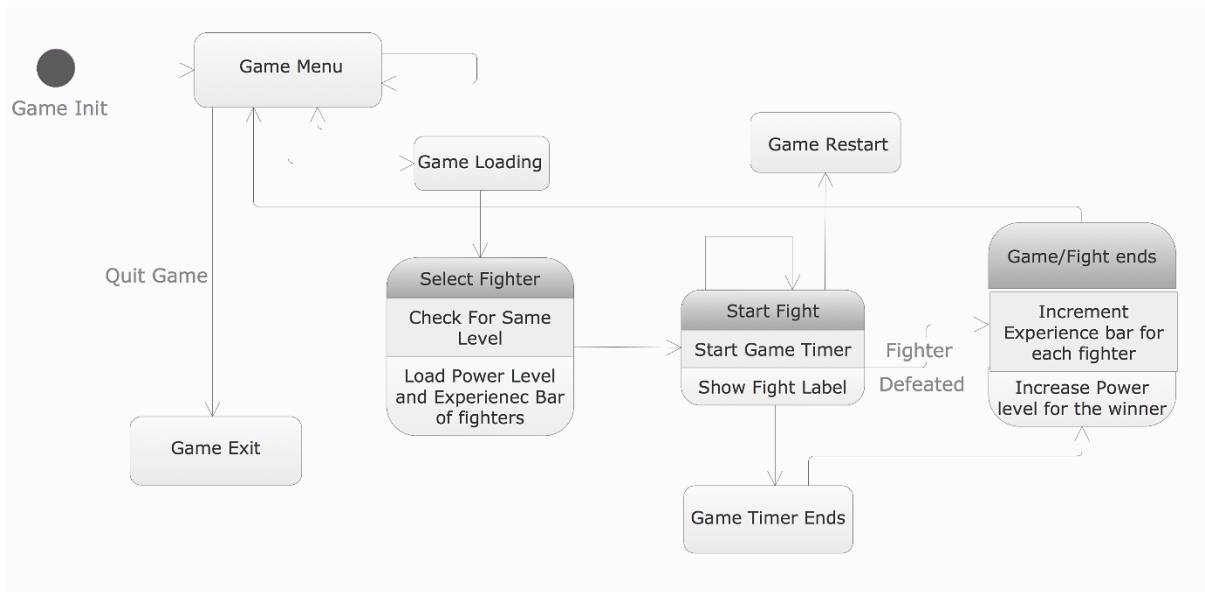 Game Menu
Game Init
Game Loading
Game Restart
Quit Game
Select Fighter
Check For Same
Level
Load Power Level
and Experienec Bar
of fighters
Start Fight
Start Game Timer
Show Fight Label
Fighter
Defeated
Game/Fight ends
Increment
Experience bar for
each fighter
Increase Power
level for the winner
Game Exit
Game Timer Ends